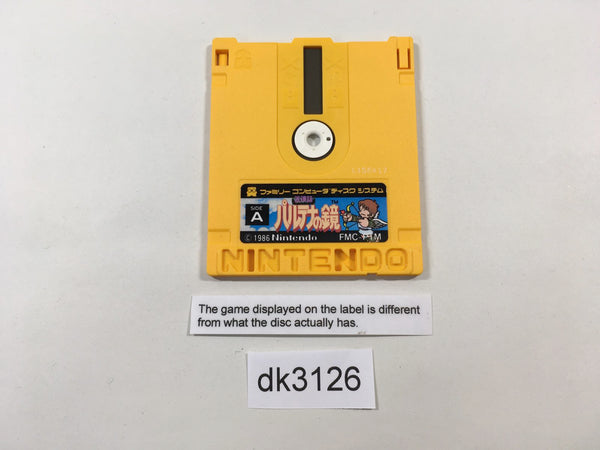 ファミリー コンピュータ ディスク システム
SIDE
A
パルテナの鏡
© 1986 Nintendo
NINTENDO
The game displayed on the label is different
from what the disc actually has.
dk3126